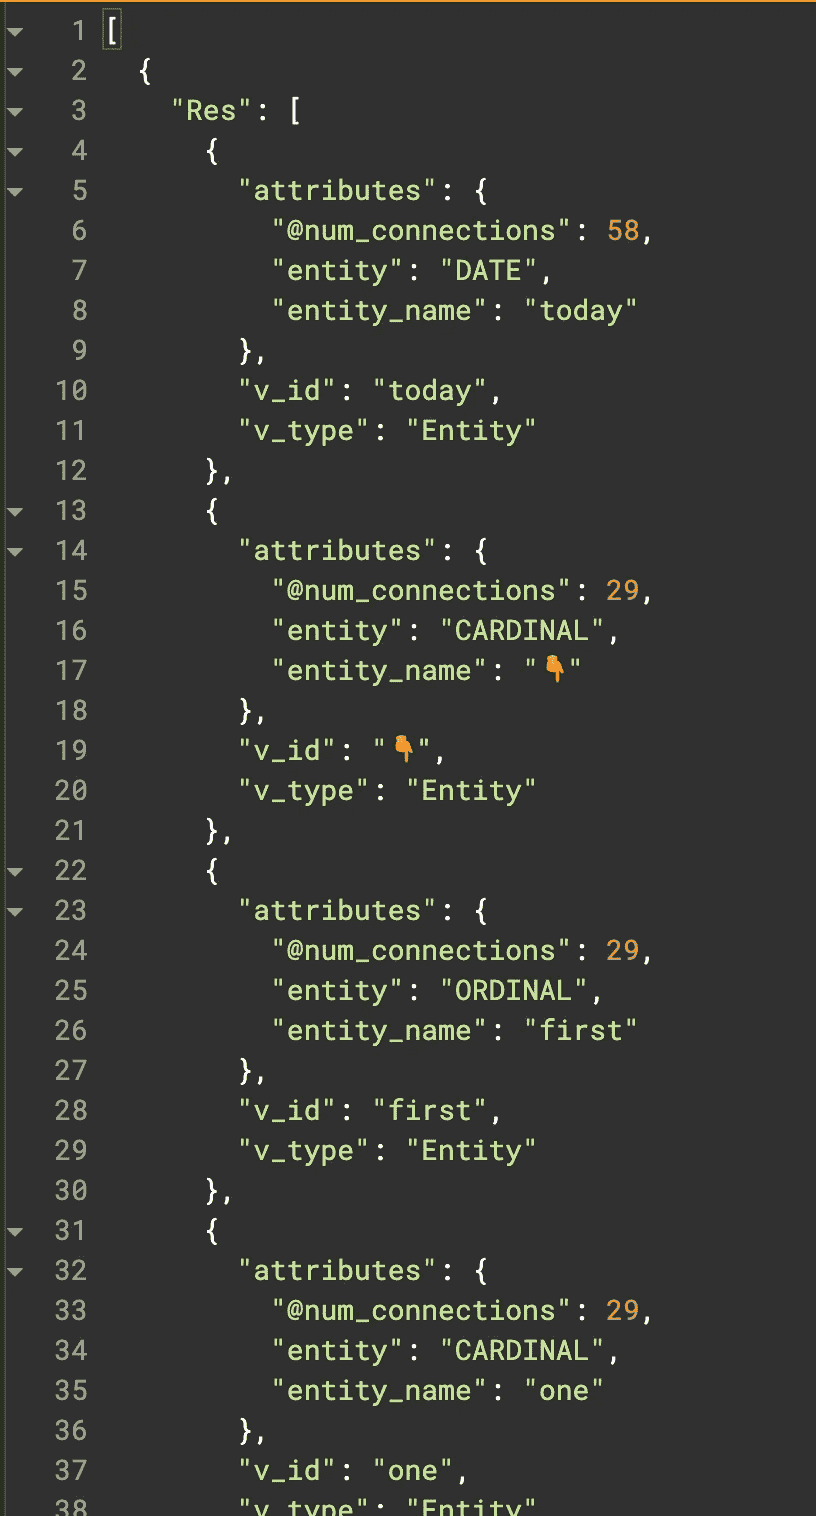 1 [
2 {
3 "Res": [
4 {
5 "attributes": {
6 "@num_connections": 58,
7 "entity": "DATE",
8 "entity_name": "today"
9 },
10 "v_id": "today",
11 "v_type": "Entity"
12 },
13 {
14 "attributes": {
15 "@num_connections": 29,
16 "entity": "CARDINAL",
17 "entity_name": "👇"
18 },
19 "v_id": "👇",
20 "v_type": "Entity"
21 },
22 {
23 "attributes": {
24 "@num_connections": 29,
25 "entity": "ORDINAL",
26 "entity_name": "first"
27 },
28 "v_id": "first",
29 "v_type": "Entity"
30 },
31 {
32 "attributes": {
33 "@num_connections": 29,
34 "entity": "CARDINAL",
35 "entity_name": "one"
36 },
37 "v_id": "one",
38 "v_type": "Entity"